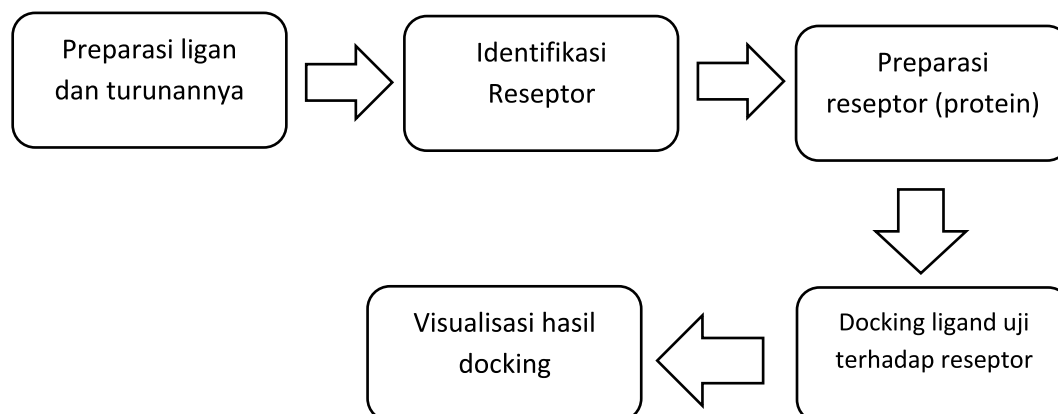 Preparasi ligan
dan turunannya
Identifikasi
Reseptor
Preparasi
reseptor (protein)
Docking ligand uji
terhadap reseptor
Visualisasi hasil
docking